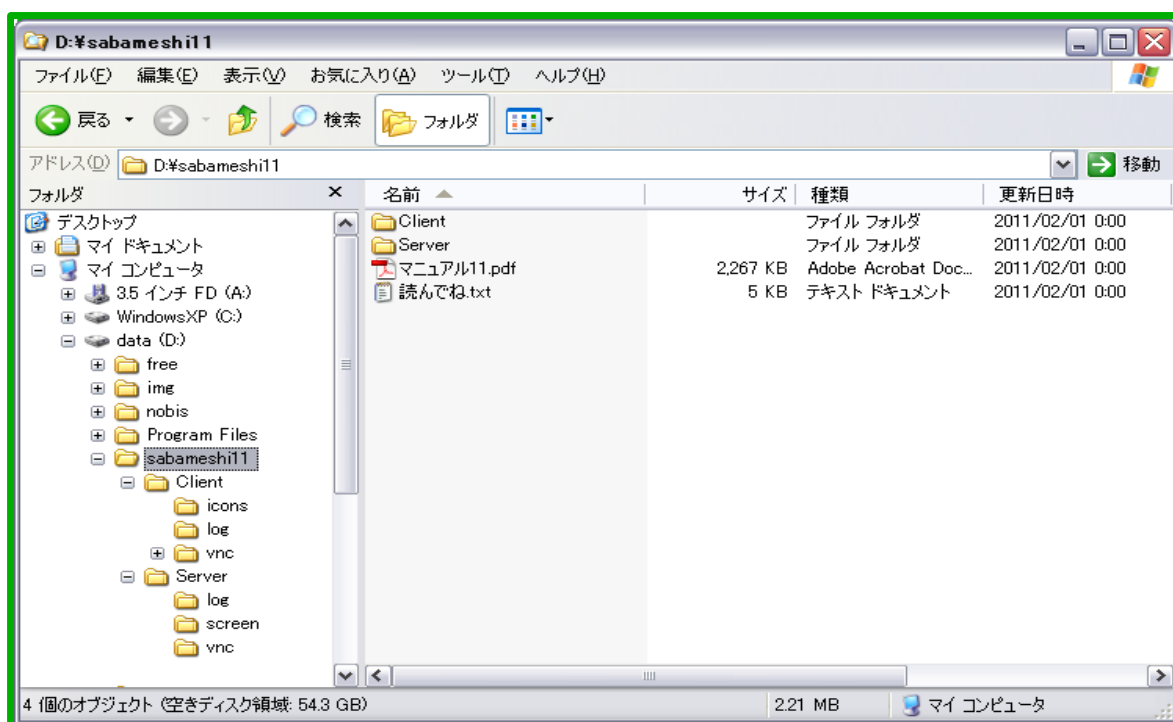 D:¥sabameshi11
ファイル(F) 編集(E) 表示(V) お気に入り(A) ツール(T) ヘルプ(H)
戻る 検索 フォルダ
アドレス(D) D:¥sabameshi11 移動
フォルダ × 名前 サイズ 種類 更新日時
デスクトップ Client ファイル フォルダ 2011/02/01 0:00
マイ ドキュメント Server ファイル フォルダ 2011/02/01 0:00
マイ コンピュータ マニュアル11.pdf 2,267 KB Adobe Acrobat Doc... 2011/02/01 0:00
3.5 インチ FD (A:) 読んでね.txt 5 KB テキスト ドキュメント 2011/02/01 0:00
WindowsXP (C:)
data (D:)
free
img
nobis
Program Files
sabameshi11
Client
icons
log
vnc
Server
log
screen
vnc
4 個のオブジェクト (空きディスク領域: 54.3 GB) 2.21 MB マイ コンピュータ